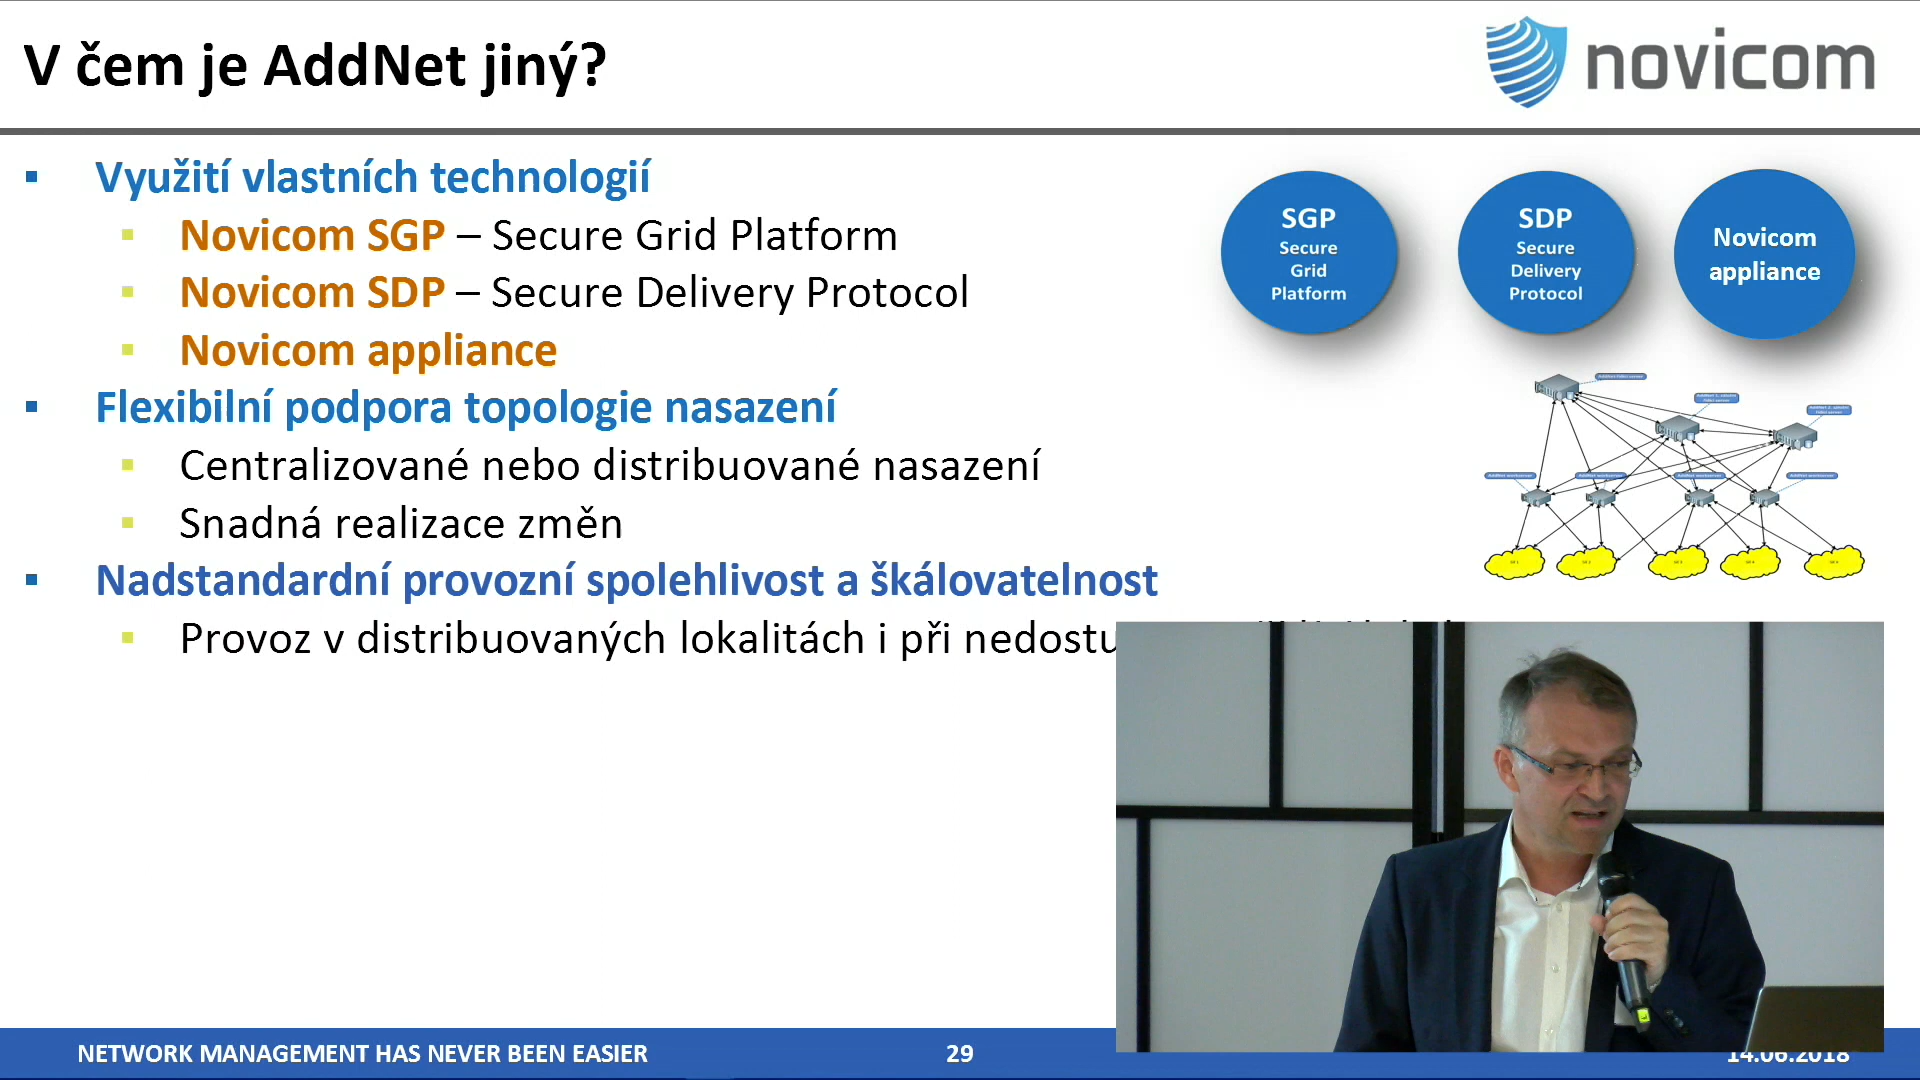 V čem je AddNet jiný?
novicom
Využití vlastních technologií
Novicom SGP – Secure Grid Platform
Novicom SDP – Secure Delivery Protocol
Novicom appliance
Flexibilní podpora topologie nasazení
Centralizované nebo distribuované nasazení
Snadná realizace změn
Nadstandardní provozní spolehlivost a škálovatelnost
Provoz v distribuovaných lokalitách i při
SGP
Secure
Grid
Platform
SDP
Secure
Delivery
Protocol
Novicom
appliance
NETWORK MANAGEMENT HAS NEVER BEEN EASIER
29
14.06.2018